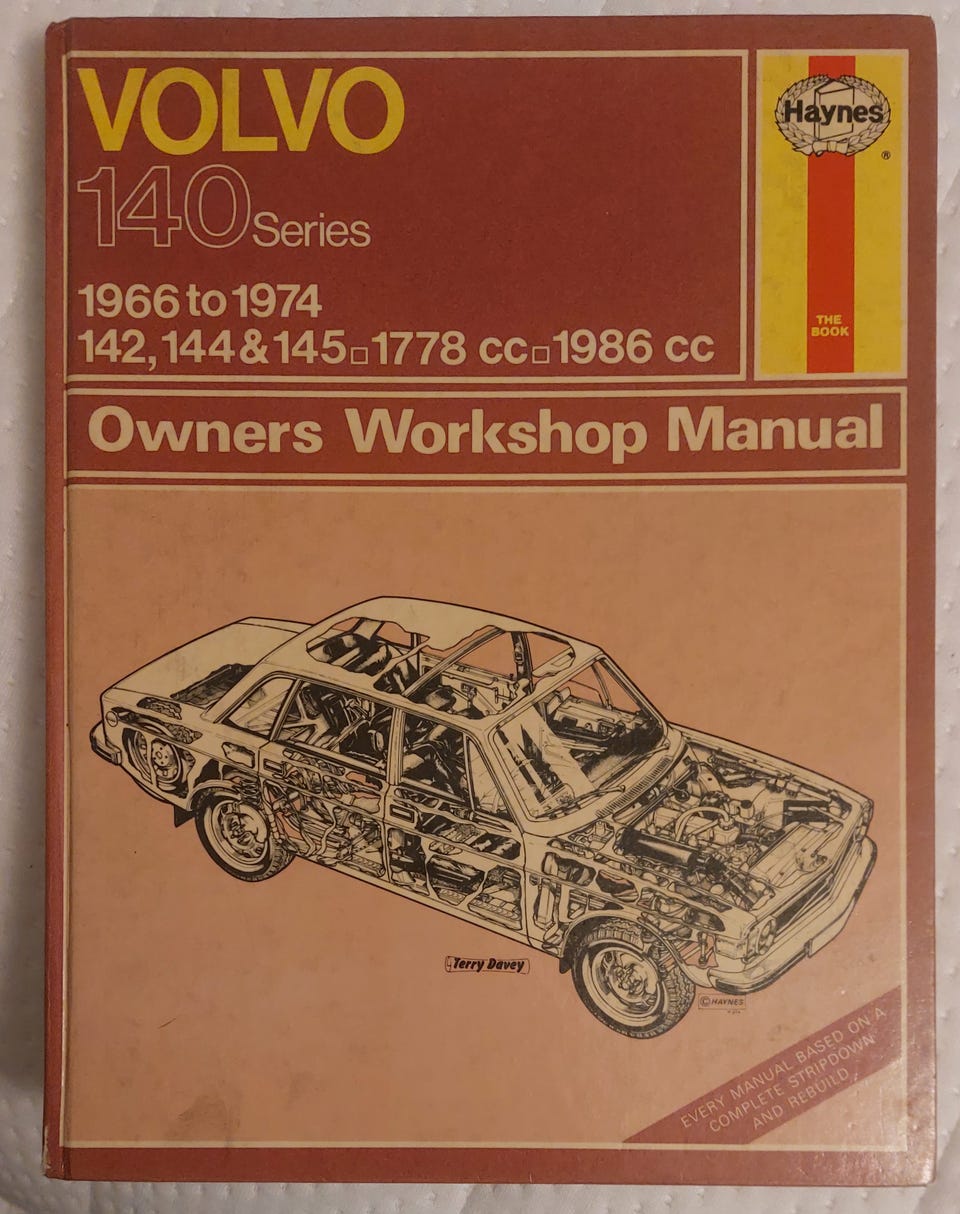 VOLVO
140 Series
1966 to 1974
142, 144 & 145□1778 cc□1986 cc
Haynes
®
THE
BOOK
Owners Workshop Manual
Terry Davey
© HAYNES
EVERY MANUAL BASED ON A
COMPLETE STRIPDOWN
AND REBUILD